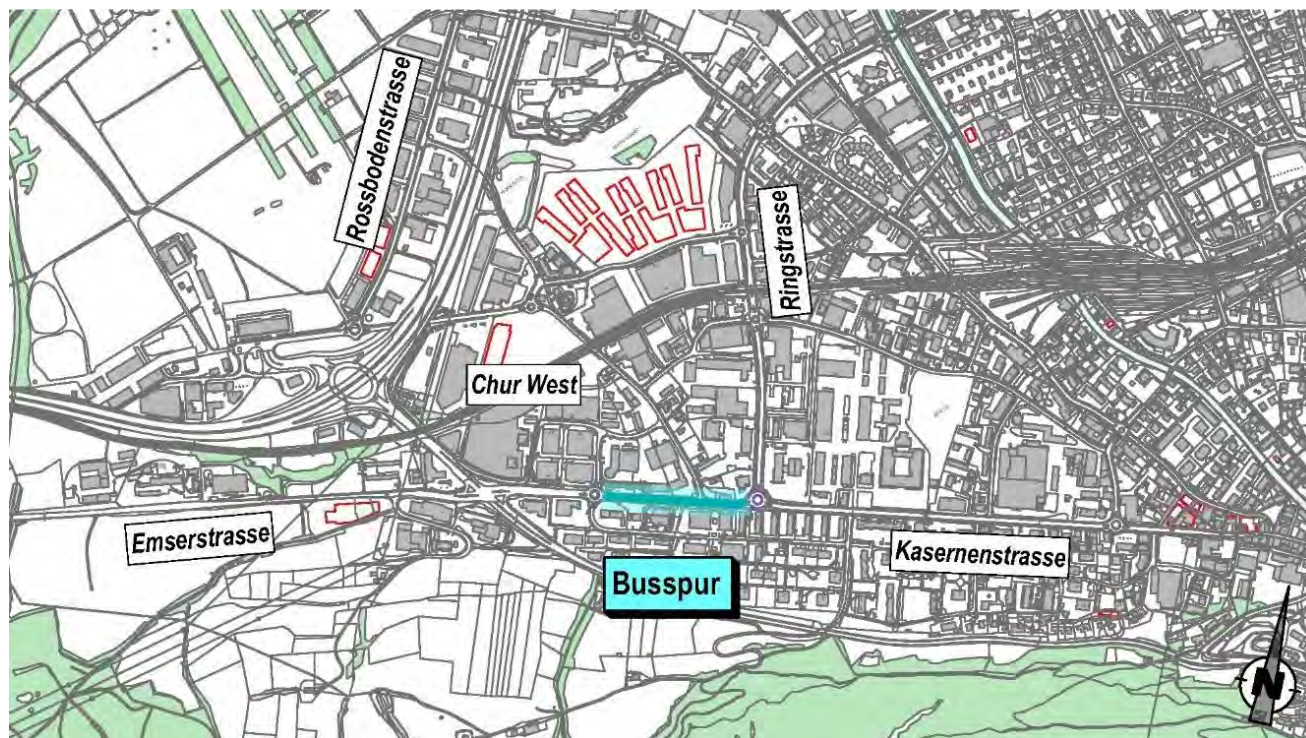 Rossbodenstrasse
Ringstrasse
Chur West
Emserstrasse
Kasernenstrasse
Busspur
N